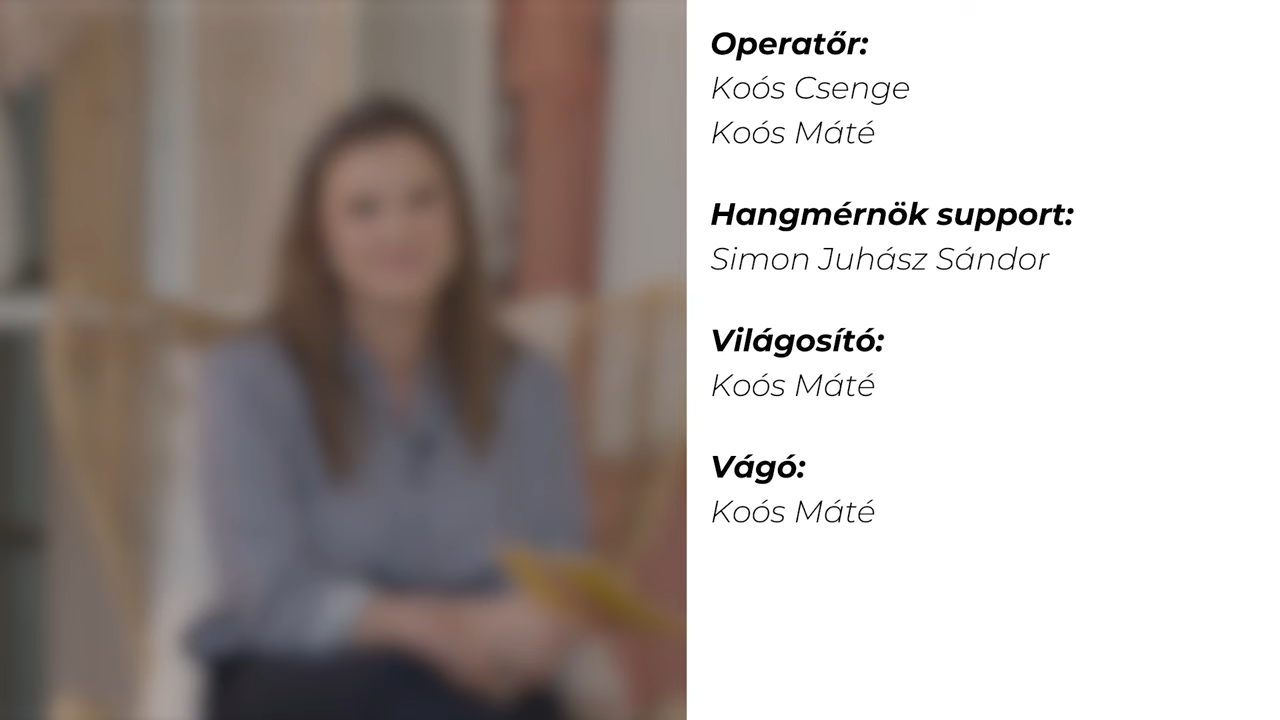 Operatőr:
Koós Csenge
Koós Máté
Hangmérnök support:
Simon Juhász Sándor
Világosító:
Koós Máté
Vágó:
Koós Máté